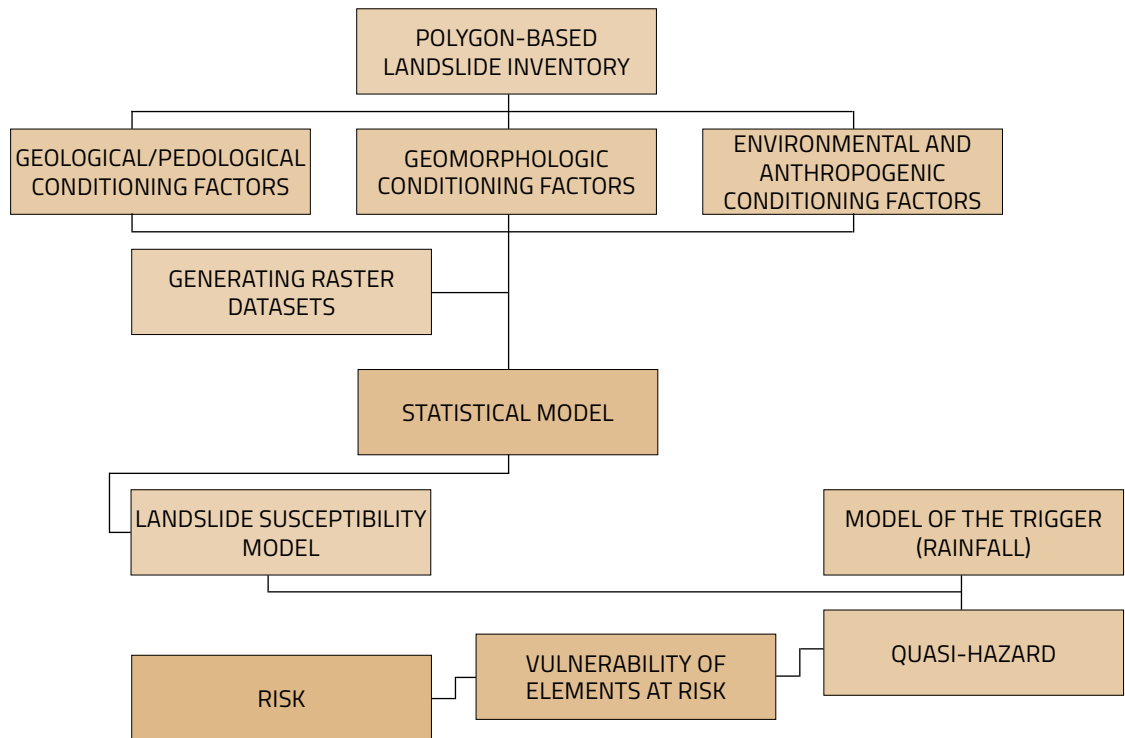 POLYGON-BASED
LANDSLIDE INVENTORY
GEOLOGICAL/PEDOLOGICAL
CONDITIONING FACTORS
GEOMORPHOLOGIC
CONDITIONING FACTORS
ENVIRONMENTAL AND
ANTHROPOGENIC
CONDITIONING FACTORS
GENERATING RASTER
DATASETS
STATISTICAL MODEL
LANDSLIDE SUSCEPTIBILITY
MODEL
MODEL OF THE TRIGGER
(RAINFALL)
QUASI-HAZARD
VULNERABILITY OF
ELEMENTS AT RISK
RISK